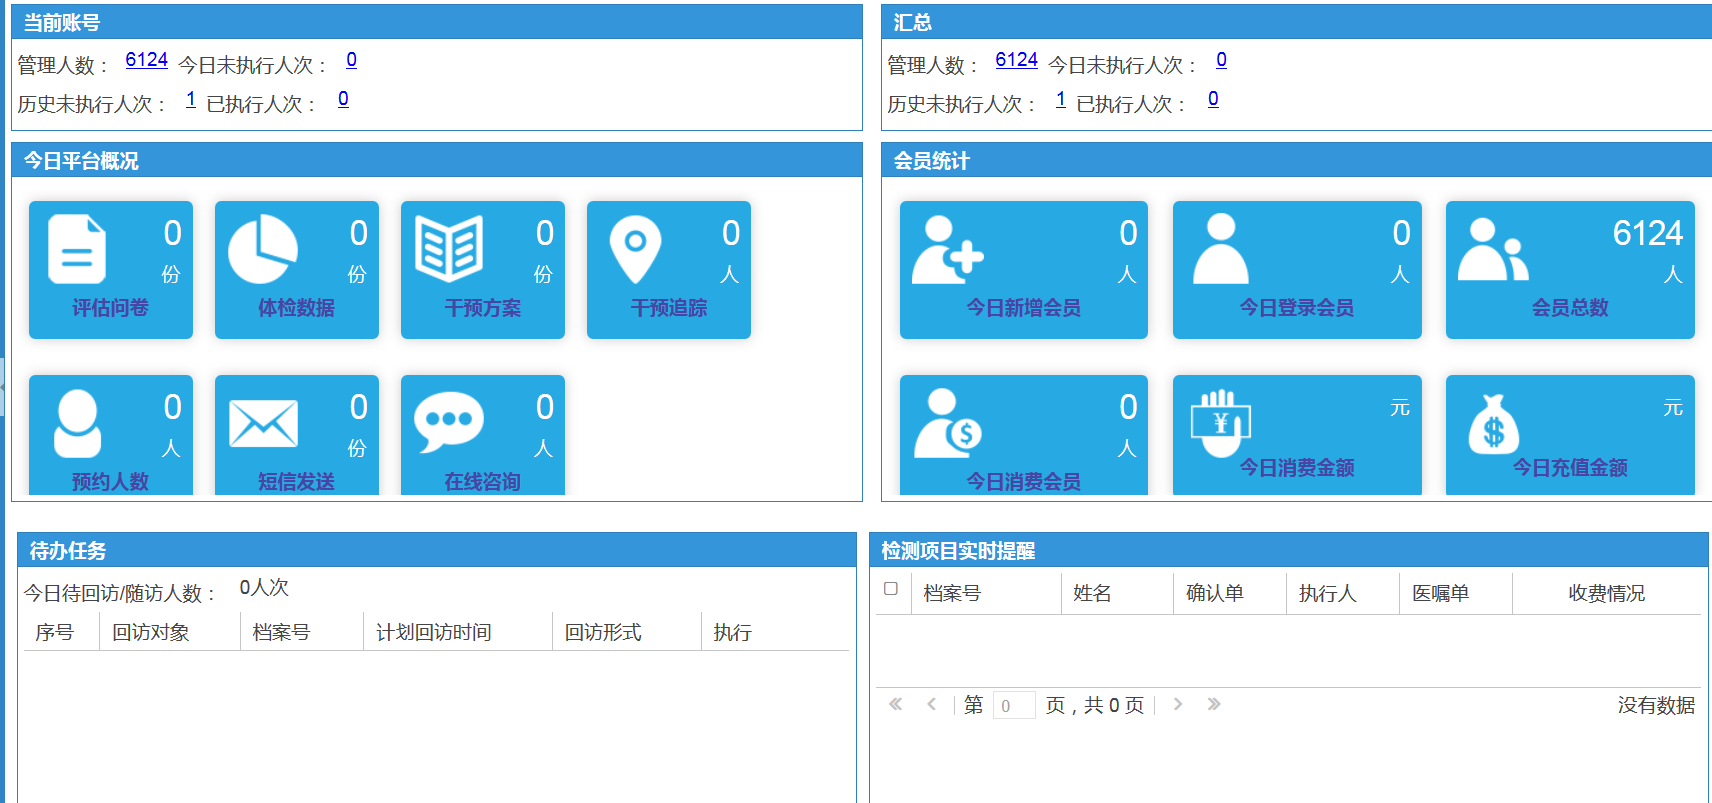 当前账号
管理人数： 6124 今日未执行人次： 0
历史未执行人次： 1 已执行人次： 0
汇总
管理人数： 6124 今日未执行人次： 0
历史未执行人次： 1 已执行人次： 0
今日平台概况
0 份 评估问卷
0 份 体检数据
0 份 干预方案
0 人 干预追踪
0 人 预约人数
0 份 短信发送
0 人 在线咨询
会员统计
0 人 今日新增会员
0 人 今日登录会员
6124 人 会员总数
0 人 今日消费会员
¥ 元 今日消费金额
$ 元 今日充值金额
待办任务
今日待回访/随访人数： 0人次
序号 回访对象 档案号 计划回访时间 回访形式 执行
检测项目实时提醒
档案号 姓名 确认单 执行人 医嘱单 收费情况
第 0 页，共 0 页 没有数据